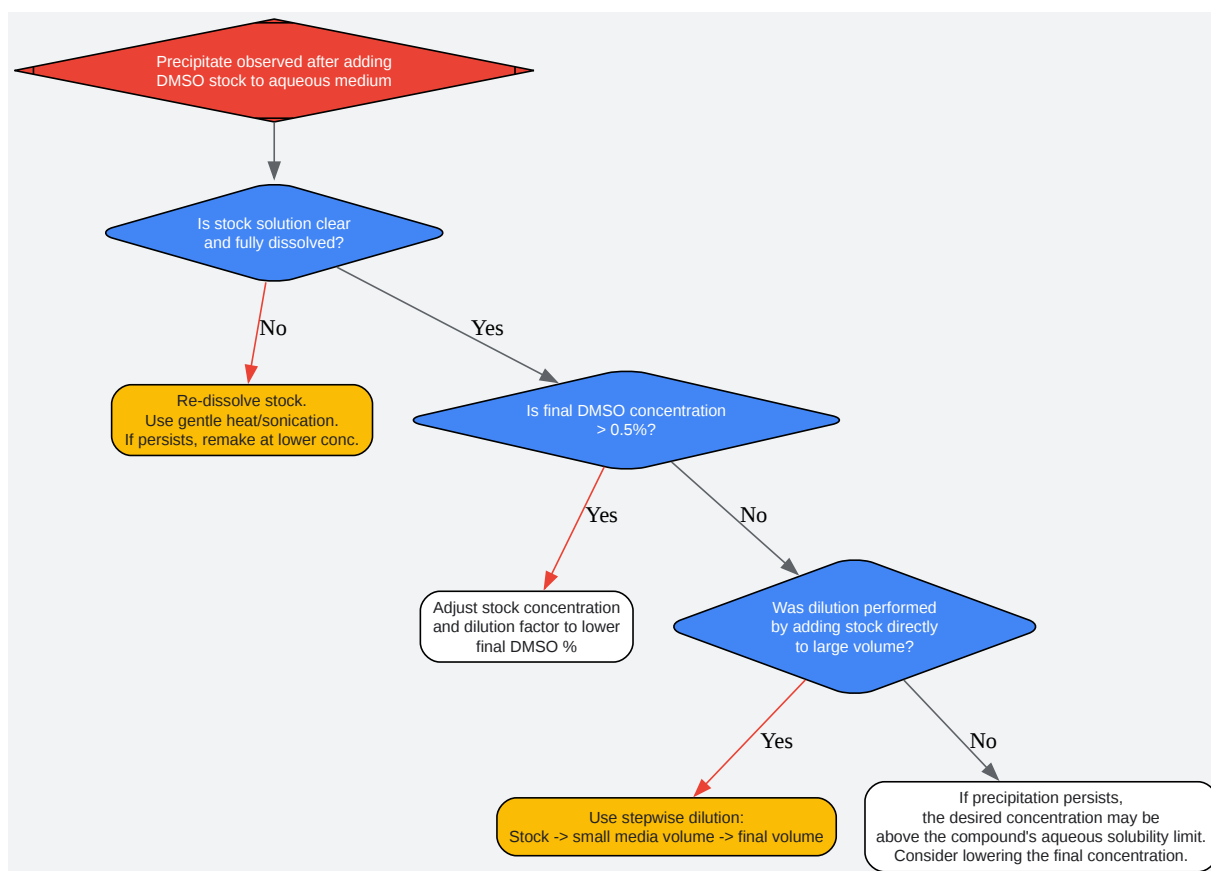 Precipitate observed after adding
DMSO stock to aqueous medium
Is stock solution clear
and fully dissolved?
No
Yes
Re-dissolve stock.
Use gentle heat/sonication.
If persists, remake at lower conc.
Is final DMSO concentration
> 0.5%?
Yes
No
Adjust stock concentration
and dilution factor to lower
final DMSO %
Was dilution performed
by adding stock directly
to large volume?
Yes
No
Use stepwise dilution:
Stock -> small media volume -> final volume
If precipitation persists,
the desired concentration may be
above the compound's aqueous solubility limit.
Consider lowering the final concentration.